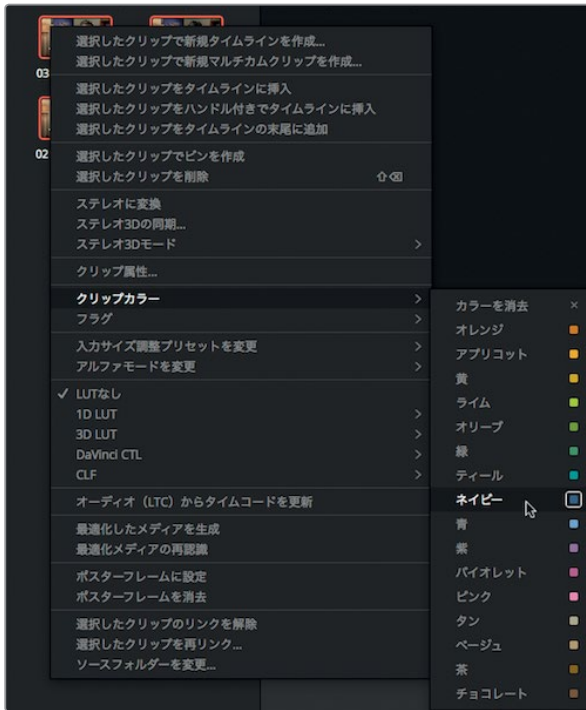 03
02
選択したクリップで新規タイムラインを作成...
選択したクリップで新規マルチカムクリップを作成...
選択したクリップをタイムラインに挿入
選択したクリップをハンドル付きでタイムラインに挿入
選択したクリップをタイムラインの末尾に追加
選択したクリップでビンを作成
選択したクリップを削除 ⇧⌫
ステレオに変換
ステレオ3Dの同期...
ステレオ3Dモード >
クリップ属性...
クリップカラー >
フラグ >
入力サイズ調整プリセットを変更 >
アルファモードを変更 >
✓ LUTなし
1D LUT >
3D LUT >
DaVinci CTL >
CLF >
オーディオ（LTC）からタイムコードを更新
最適化したメディアを生成
最適化メディアの再認識
ポスターフレームに設定
ポスターフレームを消去
選択したクリップのリンクを解除
選択したクリップを再リンク...
ソースフォルダーを変更...
カラーを消去 ×
オレンジ
アプリコット
黄
ライム
オリーブ
緑
ティール
ネイビー
青
紫
バイオレット
ピンク
タン
ベージュ
茶
チョコレート